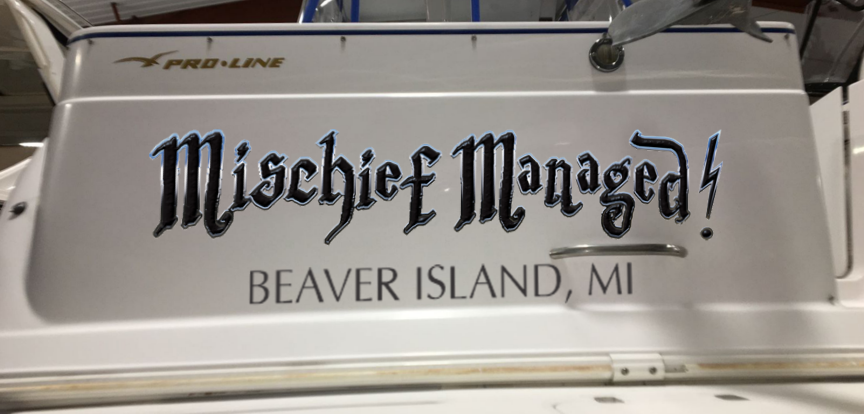 PRO-LINE
Mischief Managed!
BEAVER ISLAND, MI